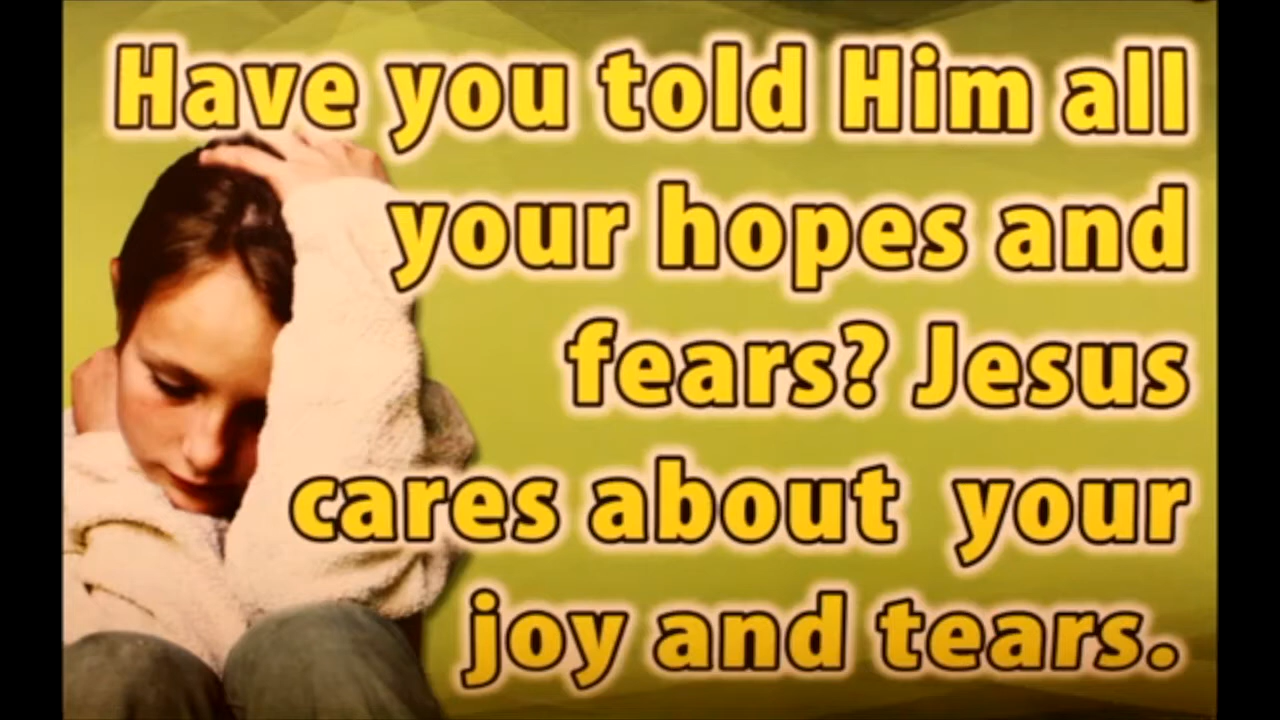 Have you told Him all
your hopes and
fears? Jesus
cares about  your
joy and tears.